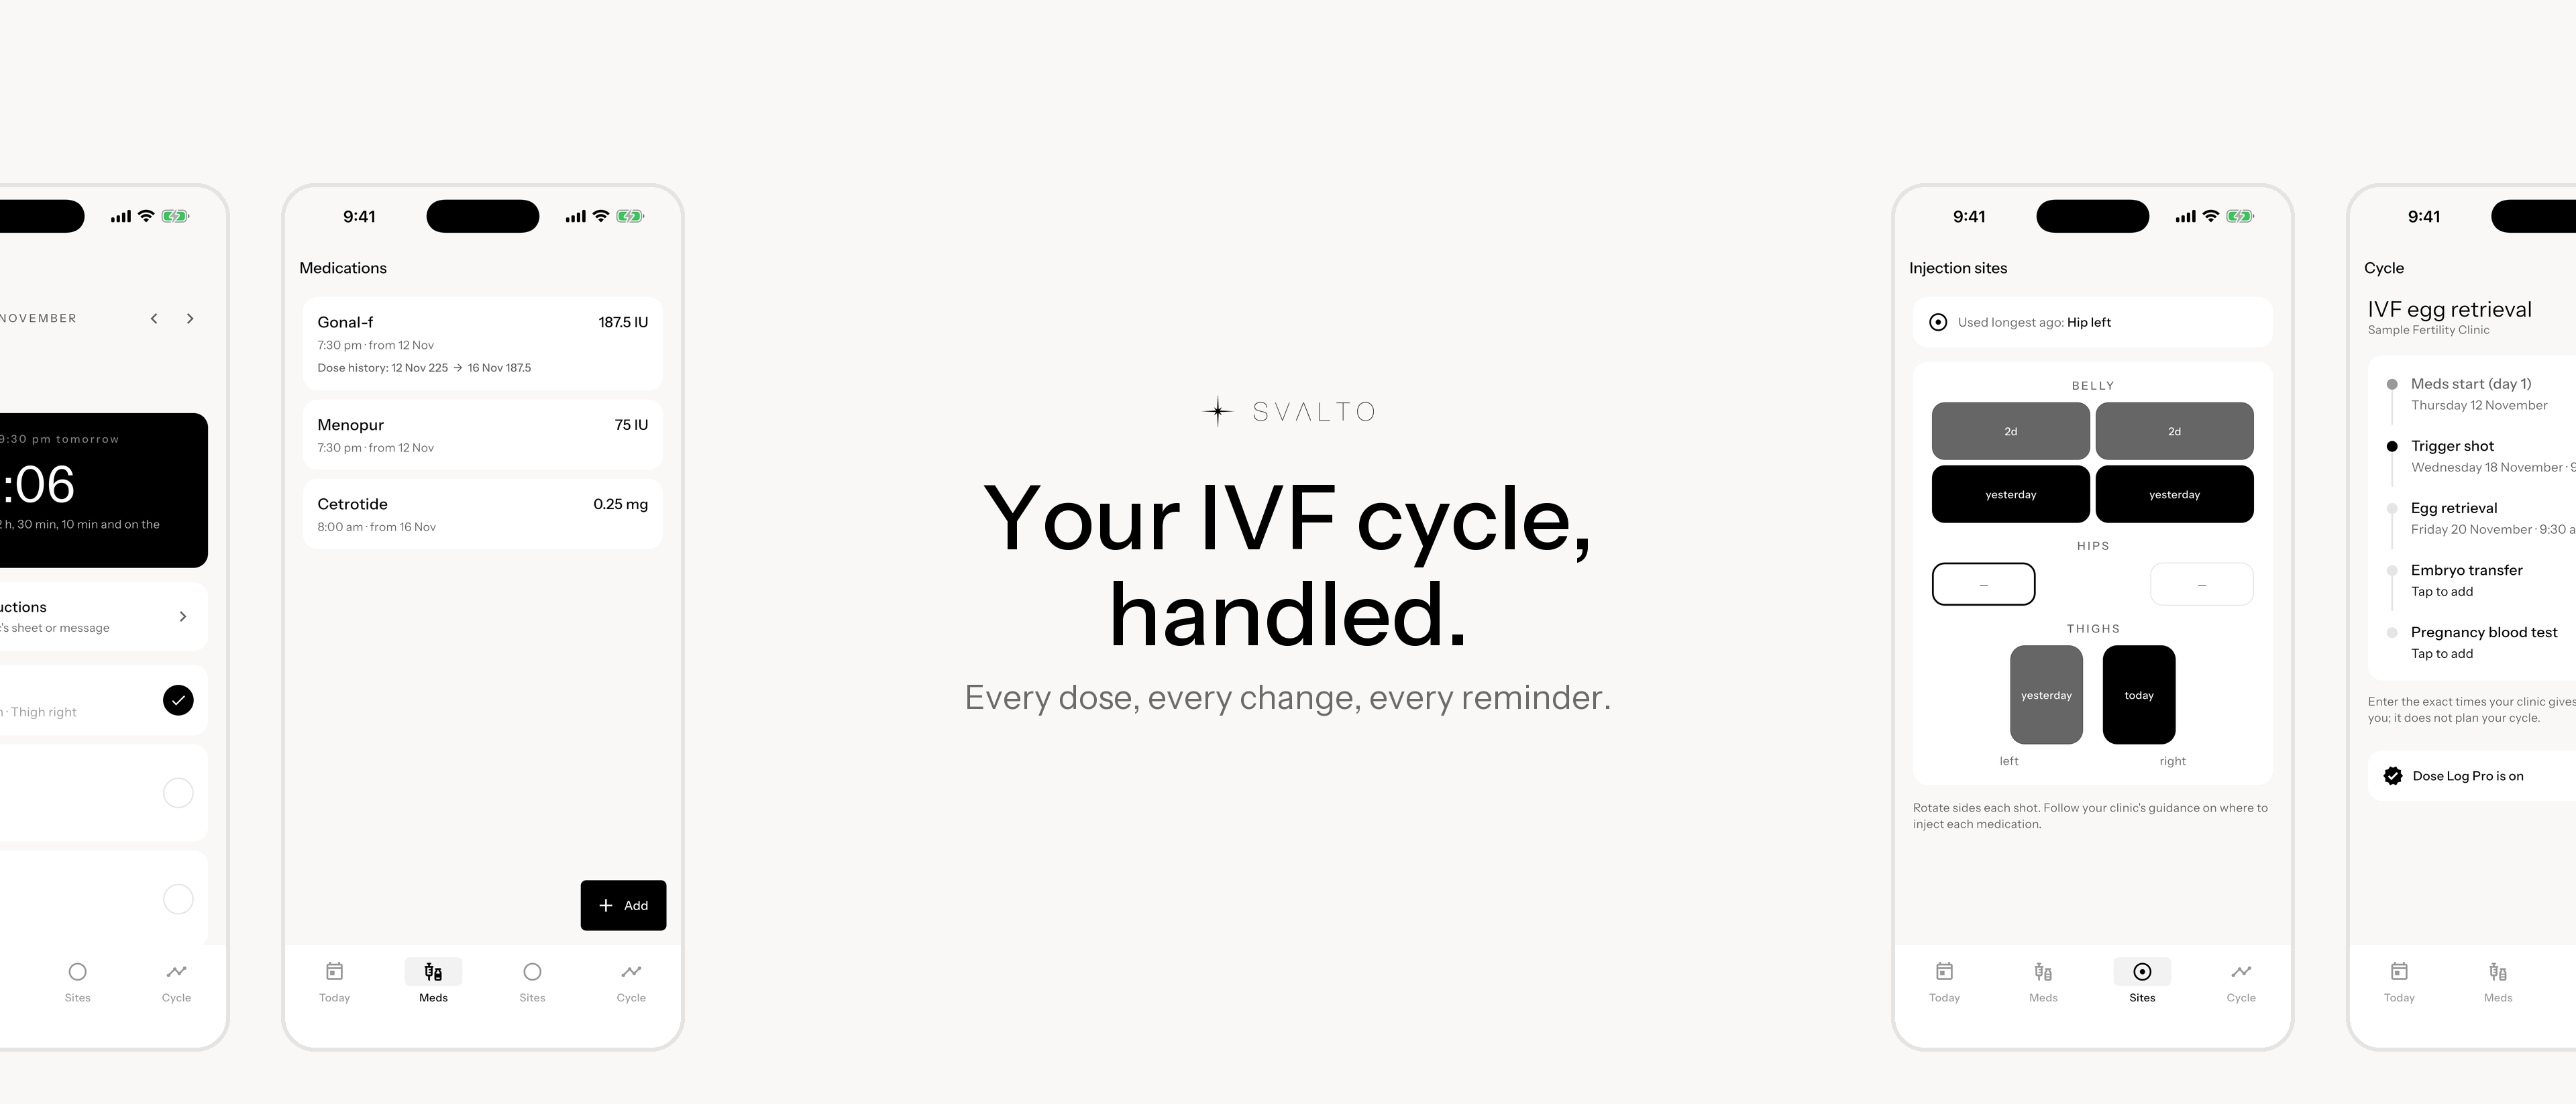 NOVEMBER
9:30 pm tomorrow
:06
2 h, 30 min, 10 min and on the
uctions
c's sheet or message
n · Thigh right
Sites
Cycle
9:41
Medications
Gonal-f
187.5 IU
7:30 pm · from 12 Nov
Dose history: 12 Nov 225 → 16 Nov 187.5
Menopur
75 IU
7:30 pm · from 12 Nov
Cetrotide
0.25 mg
8:00 am · from 16 Nov
+ Add
Today
Meds
Sites
Cycle
SVALTO
Your IVF cycle,
handled.
Every dose, every change, every reminder.
9:41
Injection sites
Used longest ago: Hip left
BELLY
2d
2d
yesterday
yesterday
HIPS
–
–
THIGHS
yesterday
today
left
right
Rotate sides each shot. Follow your clinic's guidance on where to
inject each medication.
Today
Meds
Sites
Cycle
9:41
Cycle
IVF egg retrieval
Sample Fertility Clinic
Meds start (day 1)
Thursday 12 November
Trigger shot
Wednesday 18 November · 9
Egg retrieval
Friday 20 November · 9:30 a
Embryo transfer
Tap to add
Pregnancy blood test
Tap to add
Enter the exact times your clinic gives
you; it does not plan your cycle.
Dose Log Pro is on
Today
Meds